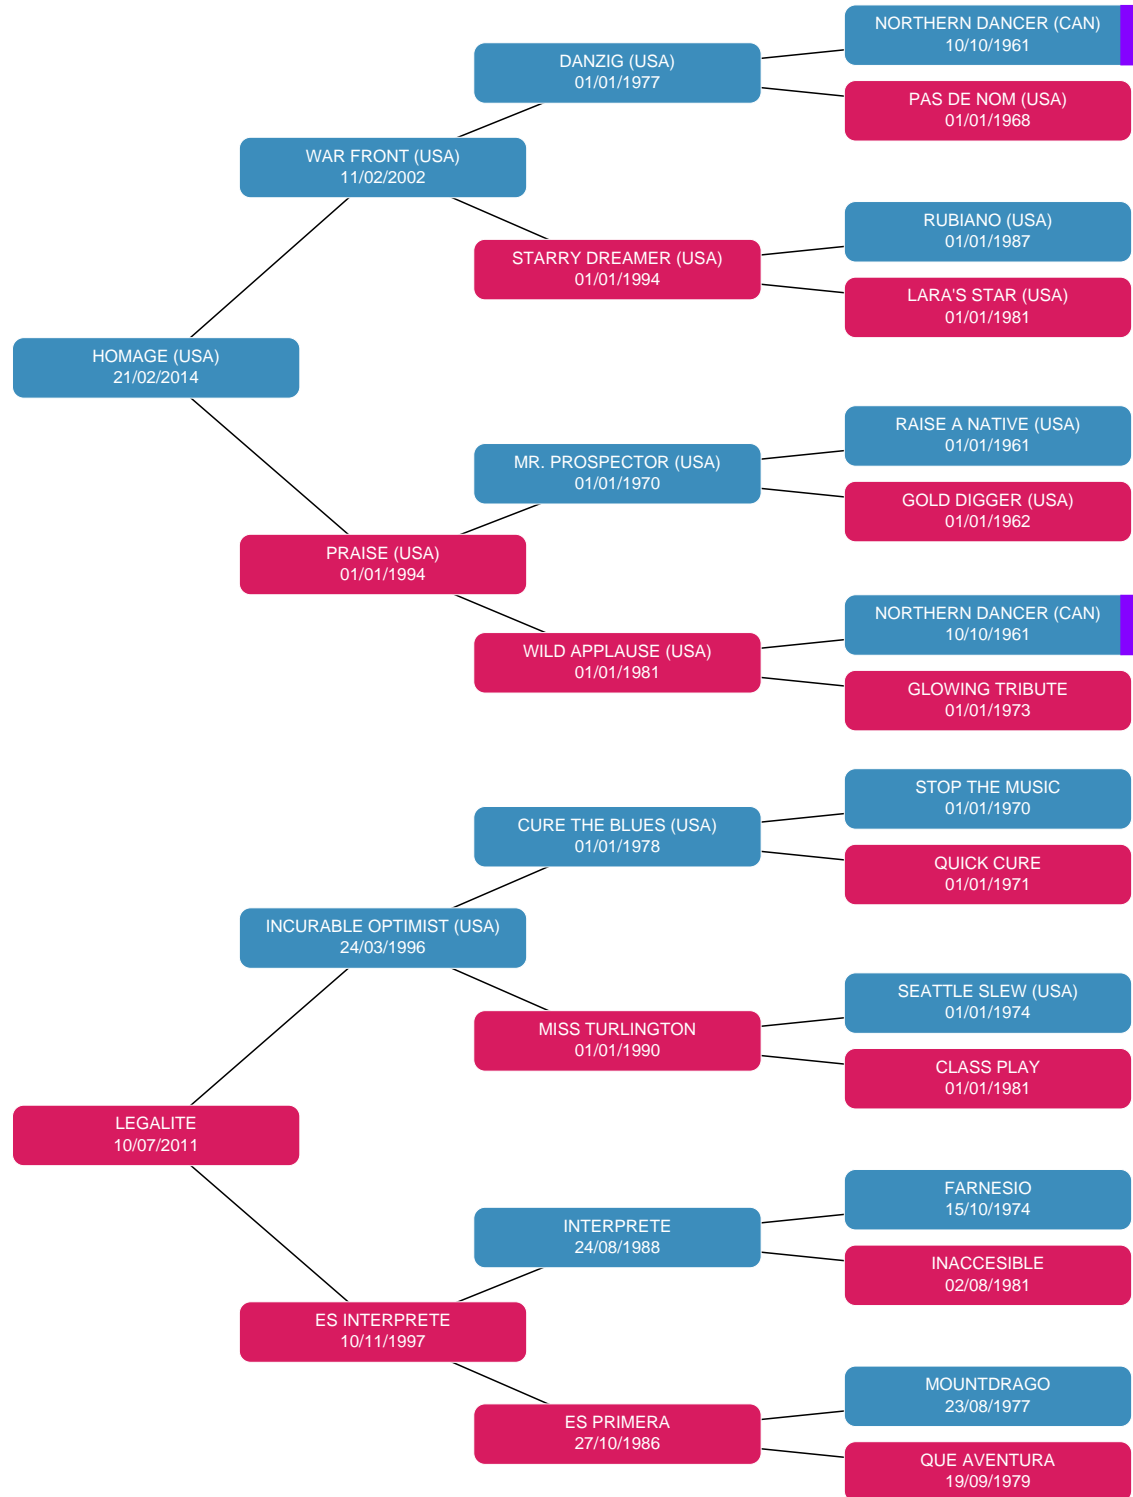 NORTHERN DANCER (CAN)
10/10/1961
DANZIG (USA)
01/01/1977
PAS DE NOM (USA)
01/01/1968
WAR FRONT (USA)
11/02/2002
RUBIANO (USA)
01/01/1987
STARRY DREAMER (USA)
01/01/1994
LARA'S STAR (USA)
01/01/1981
HOMAGE (USA)
21/02/2014
RAISE A NATIVE (USA)
01/01/1961
MR. PROSPECTOR (USA)
01/01/1970
GOLD DIGGER (USA)
01/01/1962
PRAISE (USA)
01/01/1994
NORTHERN DANCER (CAN)
10/10/1961
WILD APPLAUSE (USA)
01/01/1981
GLOWING TRIBUTE
01/01/1973
STOP THE MUSIC
01/01/1970
CURE THE BLUES (USA)
01/01/1978
QUICK CURE
01/01/1971
INCURABLE OPTIMIST (USA)
24/03/1996
SEATTLE SLEW (USA)
01/01/1974
MISS TURLINGTON
01/01/1990
CLASS PLAY
01/01/1981
LEGALITE
10/07/2011
FARNESIO
15/10/1974
INTERPRETE
24/08/1988
INACCESIBLE
02/08/1981
ES INTERPRETE
10/11/1997
MOUNTDRAGO
23/08/1977
ES PRIMERA
27/10/1986
QUE AVENTURA
19/09/1979